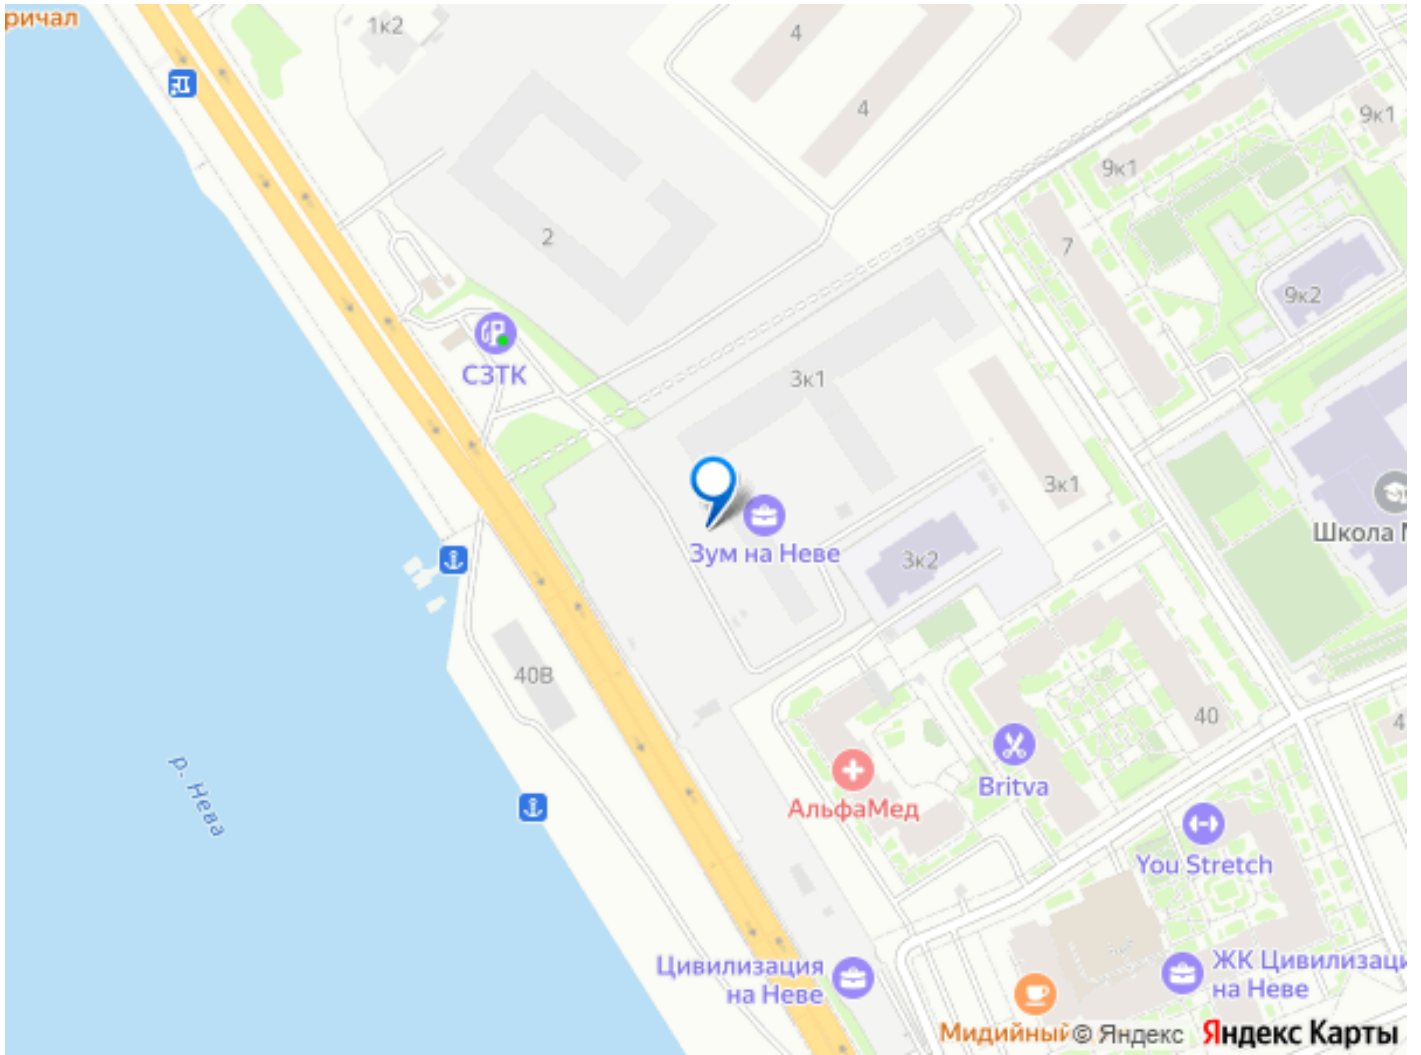 ричал
1к2
4
4
9к1
9к1
2
7
9к2
СЗТК
3к1
3к1
Школа
Зум на Неве
3к2
40В
40
4
р. Нева
АльфаМед
Britva
You Stretch
Цивилизация
на Неве
ЖК Цивилизаци
на Неве
Мидийный
© Яндекс
Яндекс Карты